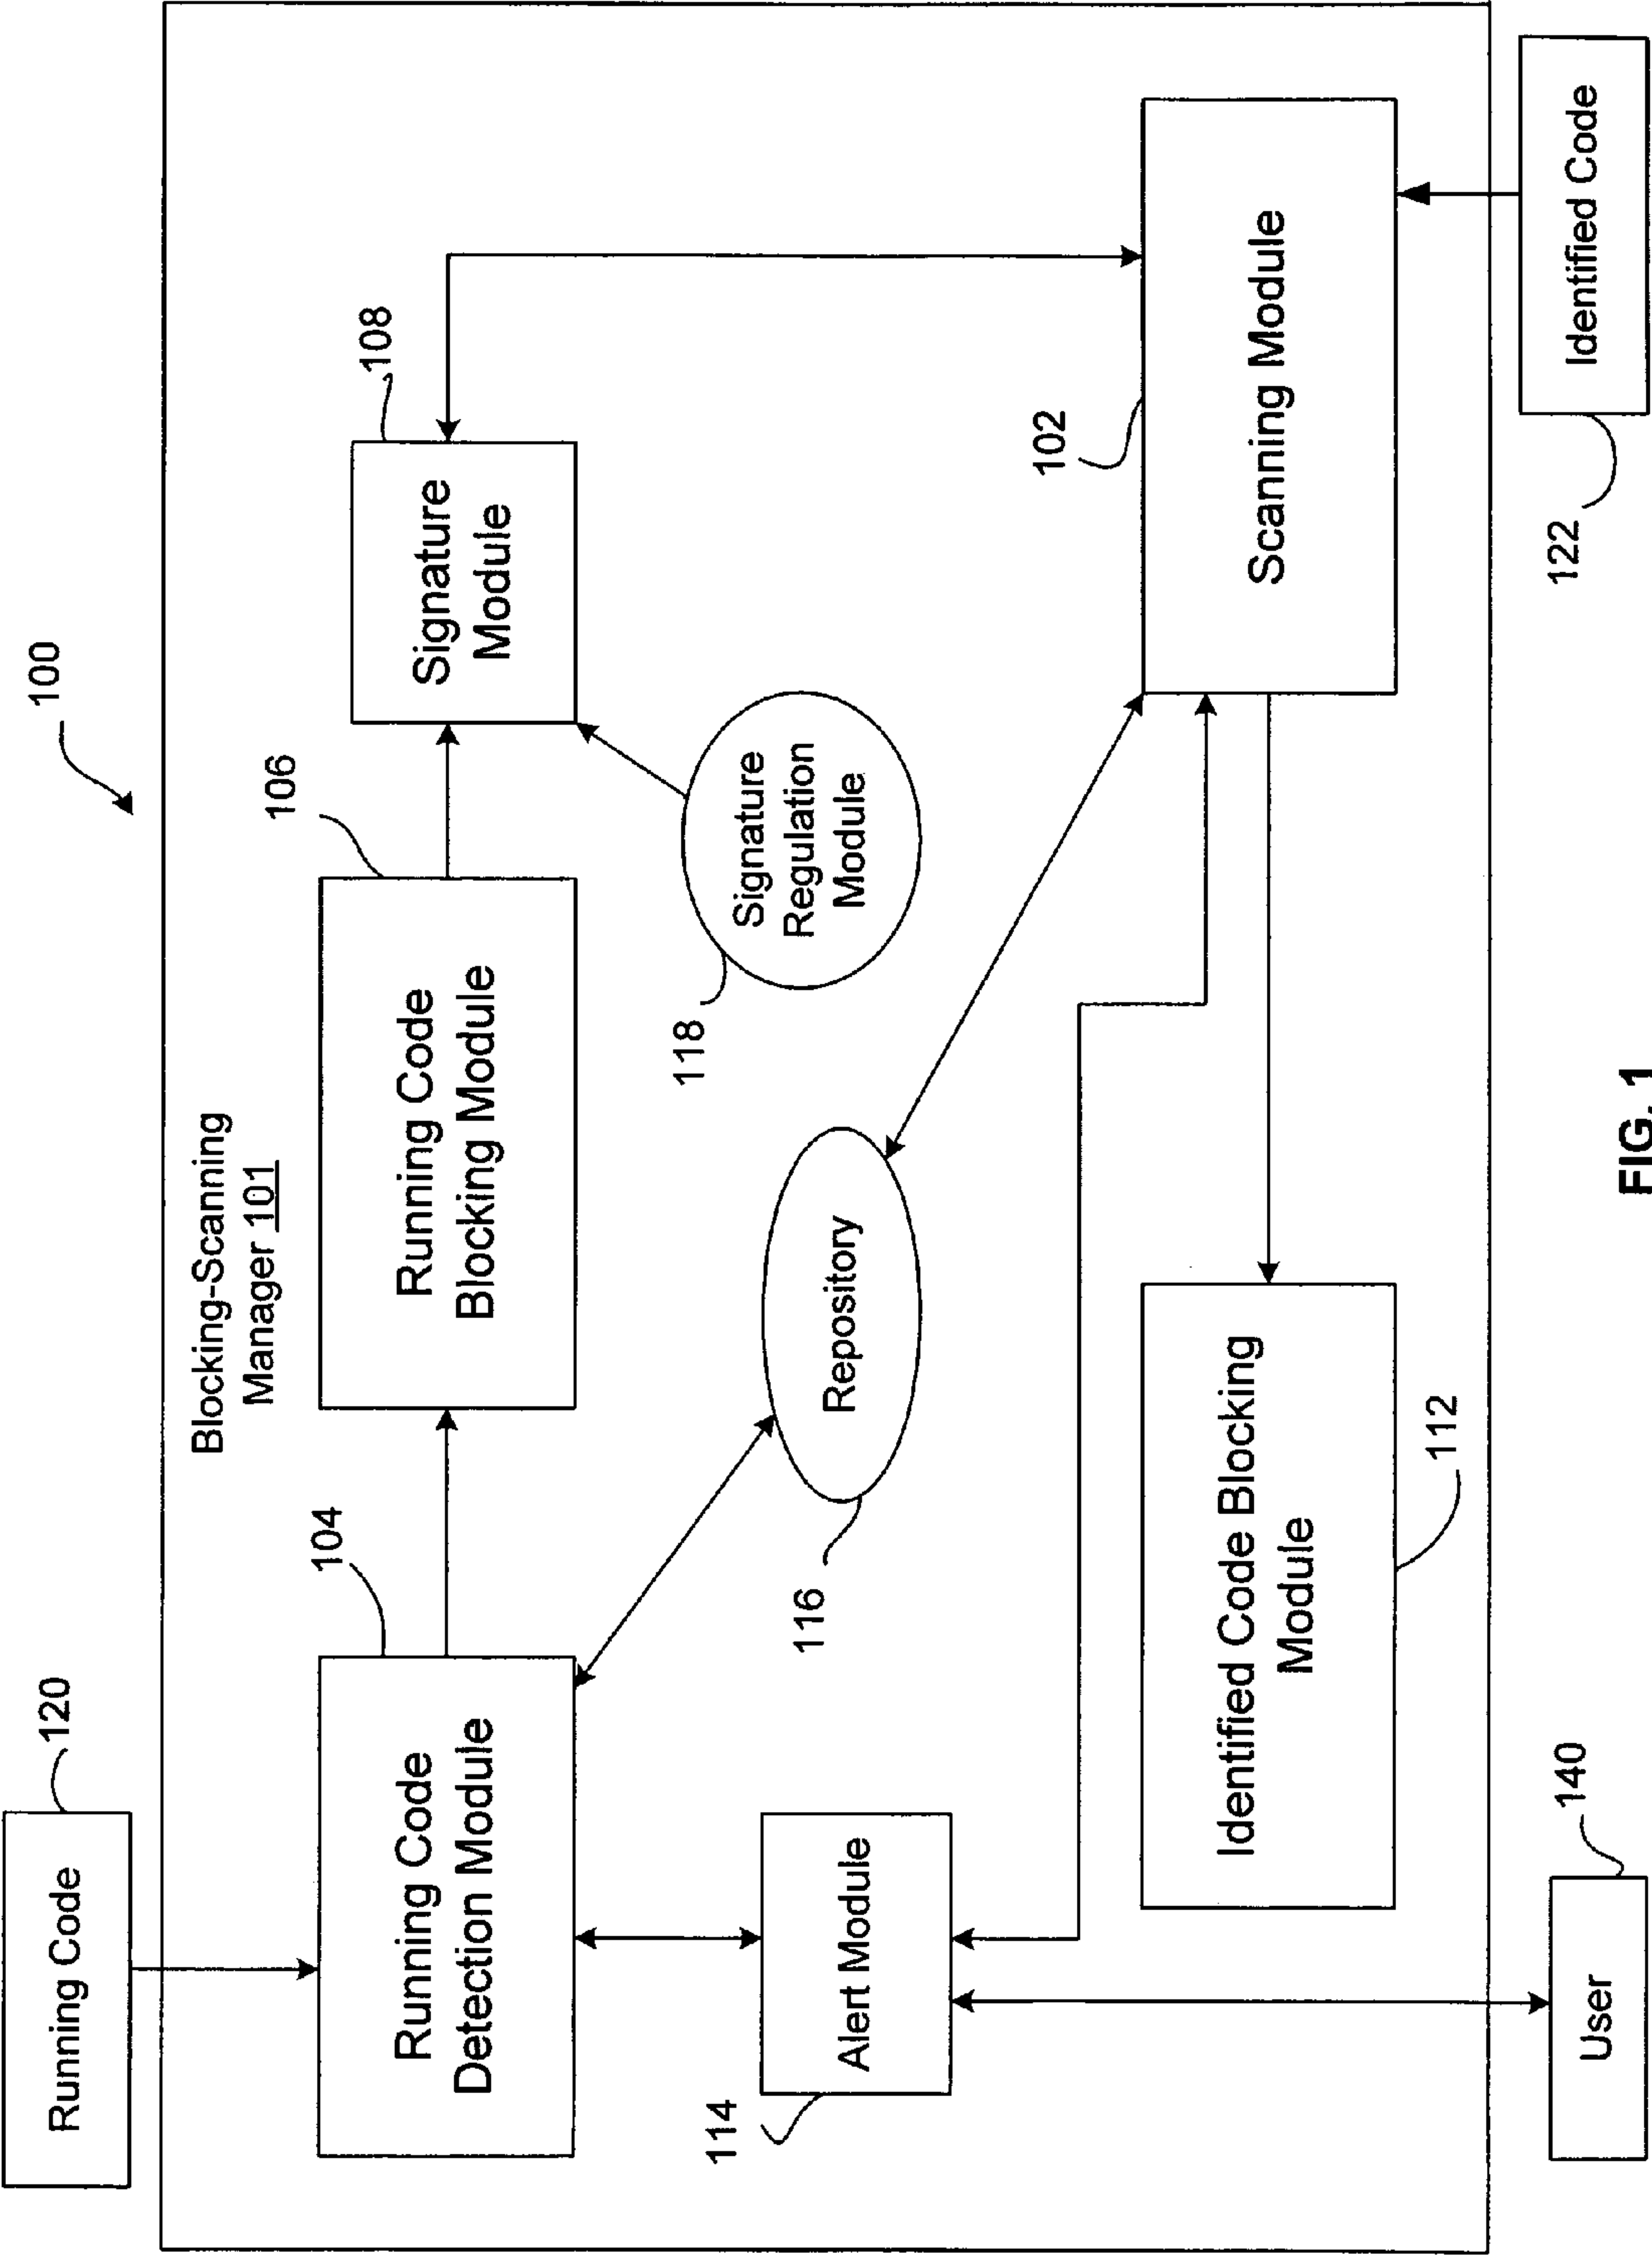 100
Running Code
120
Blocking-Scanning
Manager 101
104
106
108
Running Code
Detection Module
Running Code
Blocking Module
Signature
Module
118
Signature
Regulation
Module
116
Repository
114
Alert Module
102
Scanning Module
Identified Code Blocking
Module
112
140
User
122
Identified Code
FIG. 1